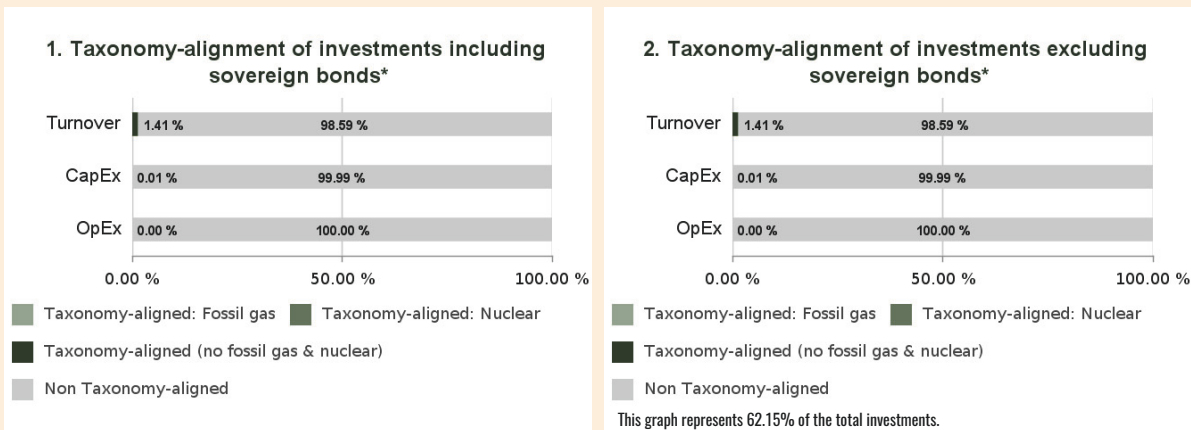 1. Taxonomy-alignment of investments including
sovereign bonds*
Turnover 1.41 % 98.59 %
CapEx 0.01 % 99.99 %
OpEx 0.00 % 100.00 %
0.00 % 50.00 % 100.00 %
Taxonomy-aligned: Fossil gas Taxonomy-aligned: Nuclear
Taxonomy-aligned (no fossil gas & nuclear)
Non Taxonomy-aligned
2. Taxonomy-alignment of investments excluding
sovereign bonds*
Turnover 1.41 % 98.59 %
CapEx 0.01 % 99.99 %
OpEx 0.00 % 100.00 %
0.00 % 50.00 % 100.00 %
Taxonomy-aligned: Fossil gas Taxonomy-aligned: Nuclear
Taxonomy-aligned (no fossil gas & nuclear)
Non Taxonomy-aligned
This graph represents 62.15% of the total investments.